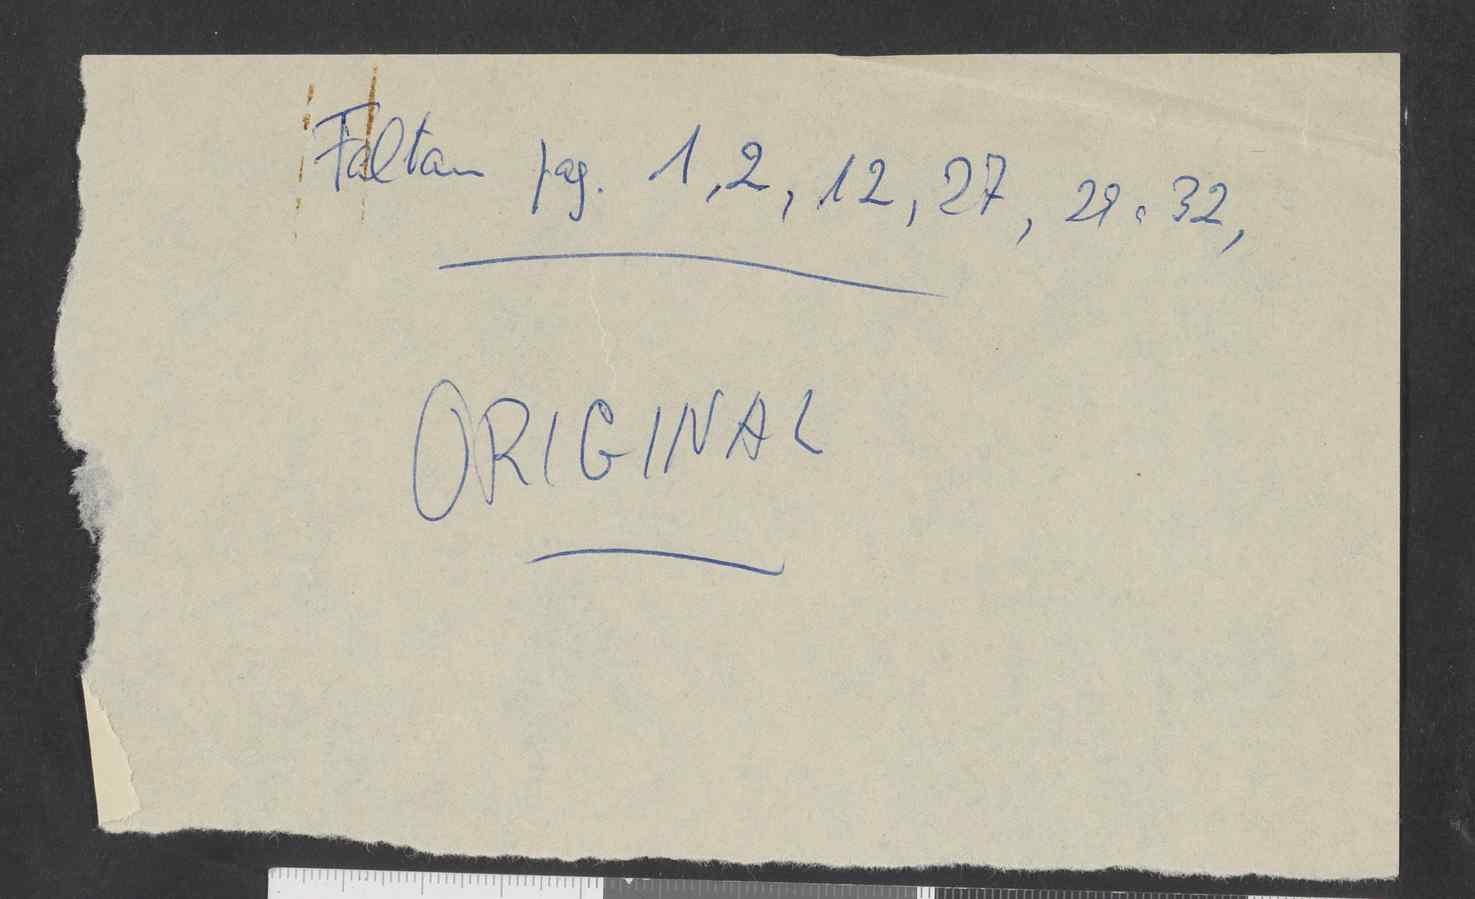 Faltan pag. 1, 2, 12, 27, 29. 32,
ORIGINAL